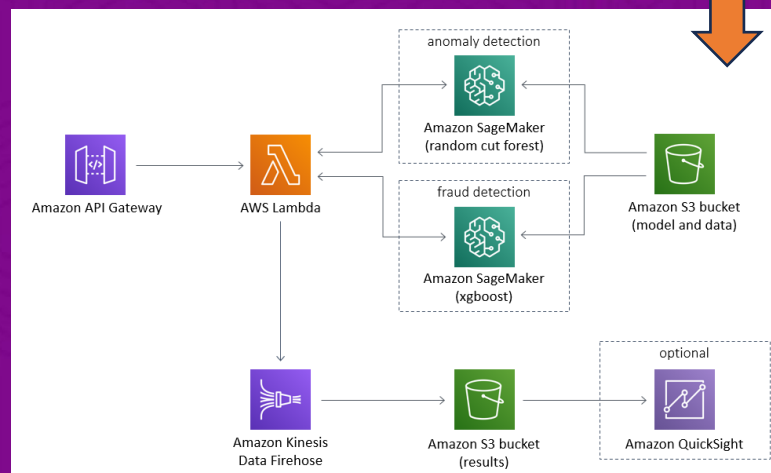 anomaly detection
Amazon SageMaker
(random cut forest)
Amazon API Gateway
AWS Lambda
fraud detection
Amazon SageMaker
(xgboost)
Amazon S3 bucket
(model and data)
Amazon Kinesis
Data Firehose
Amazon S3 bucket
(results)
optional
Amazon QuickSight